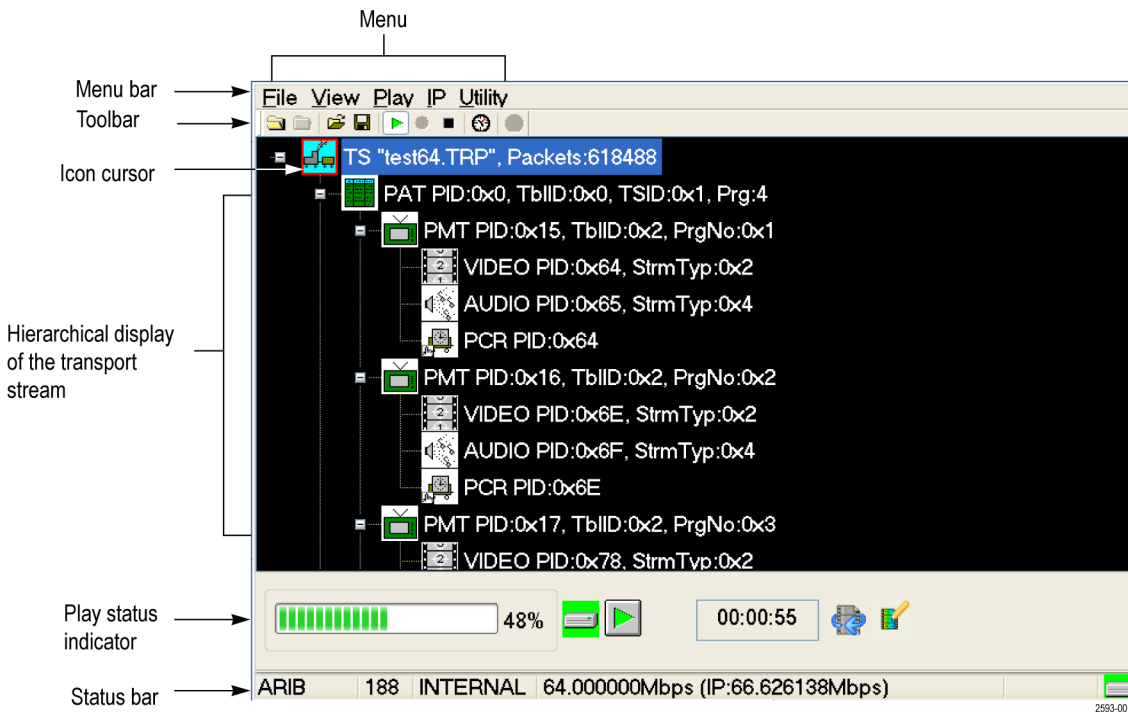 Menu
Menu bar
File View Play IP Utility
Toolbar
Icon cursor
TS "test64.TRP", Packets:618488
PAT PID:0x0, TblID:0x0, TSID:0x1, Prg:4
PMT PID:0x15, TblID:0x2, PrgNo:0x1
VIDEO PID:0x64, StrmTyp:0x2
AUDIO PID:0x65, StrmTyp:0x4
PCR PID:0x64
Hierarchical display
of the transport
stream
PMT PID:0x16, TblID:0x2, PrgNo:0x2
VIDEO PID:0x6E, StrmTyp:0x2
AUDIO PID:0x6F, StrmTyp:0x4
PCR PID:0x6E
PMT PID:0x17, TblID:0x2, PrgNo:0x3
VIDEO PID:0x78, StrmTyp:0x2
Play status
indicator
48%
00:00:55
Status bar
ARIB 188 INTERNAL 64.000000Mbps (IP:66.626138Mbps)
2593-00